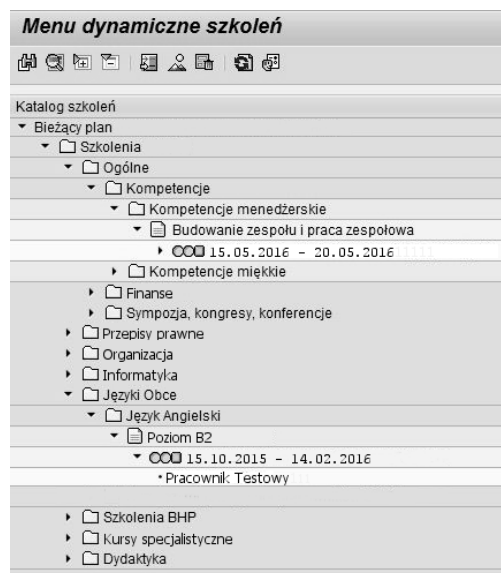 Menu dynamiczne szkoleń
Katalog szkoleń
Bieżący plan
Szkolenia
Ogólne
Kompetencje
Kompetencje menedżerskie
Budowanie zespołu i praca zespołowa
15.05.2016 - 20.05.2016
Kompetencje miękkie
Finanse
Sympozja, kongresy, konferencje
Przepisy prawne
Organizacja
Informatyka
Języki Obce
Język Angielski
Poziom B2
15.10.2015 - 14.02.2016
Pracownik Testowy
Szkolenia BHP
Kursy specjalistyczne
Dydaktyka